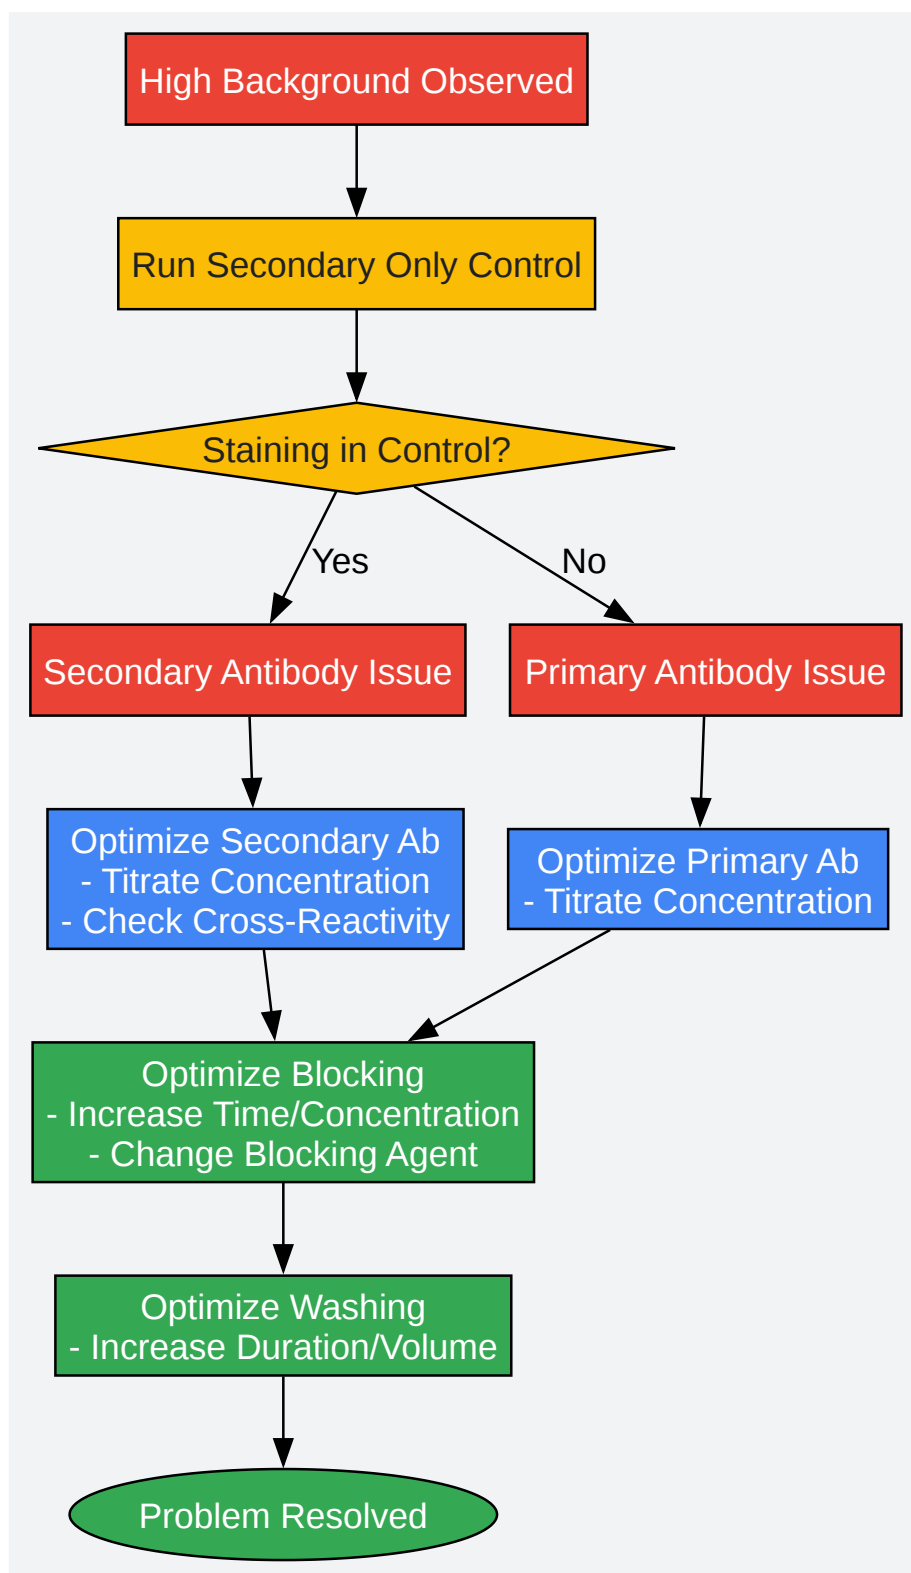 High Background Observed
Run Secondary Only Control
Staining in Control?
Yes
No
Secondary Antibody Issue
Primary Antibody Issue
Optimize Secondary Ab
- Titrate Concentration
- Check Cross-Reactivity
Optimize Primary Ab
- Titrate Concentration
Optimize Blocking
- Increase Time/Concentration
- Change Blocking Agent
Optimize Washing
- Increase Duration/Volume
Problem Resolved